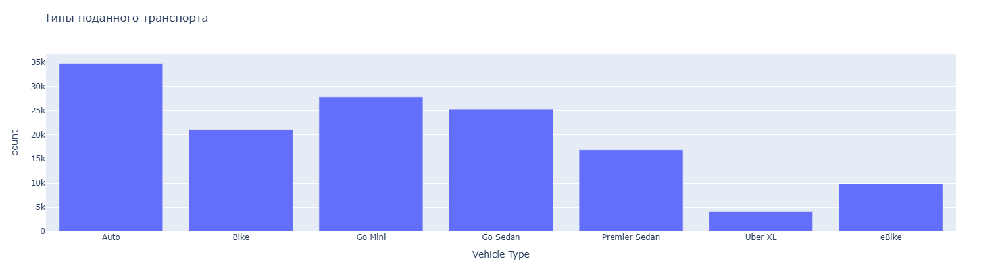 Типы поданного транспорта
count
35k
30k
25k
20k
15k
10k
5k
0
Auto Bike Go Mini Go Sedan Premier Sedan Uber XL eBike
Vehicle Type